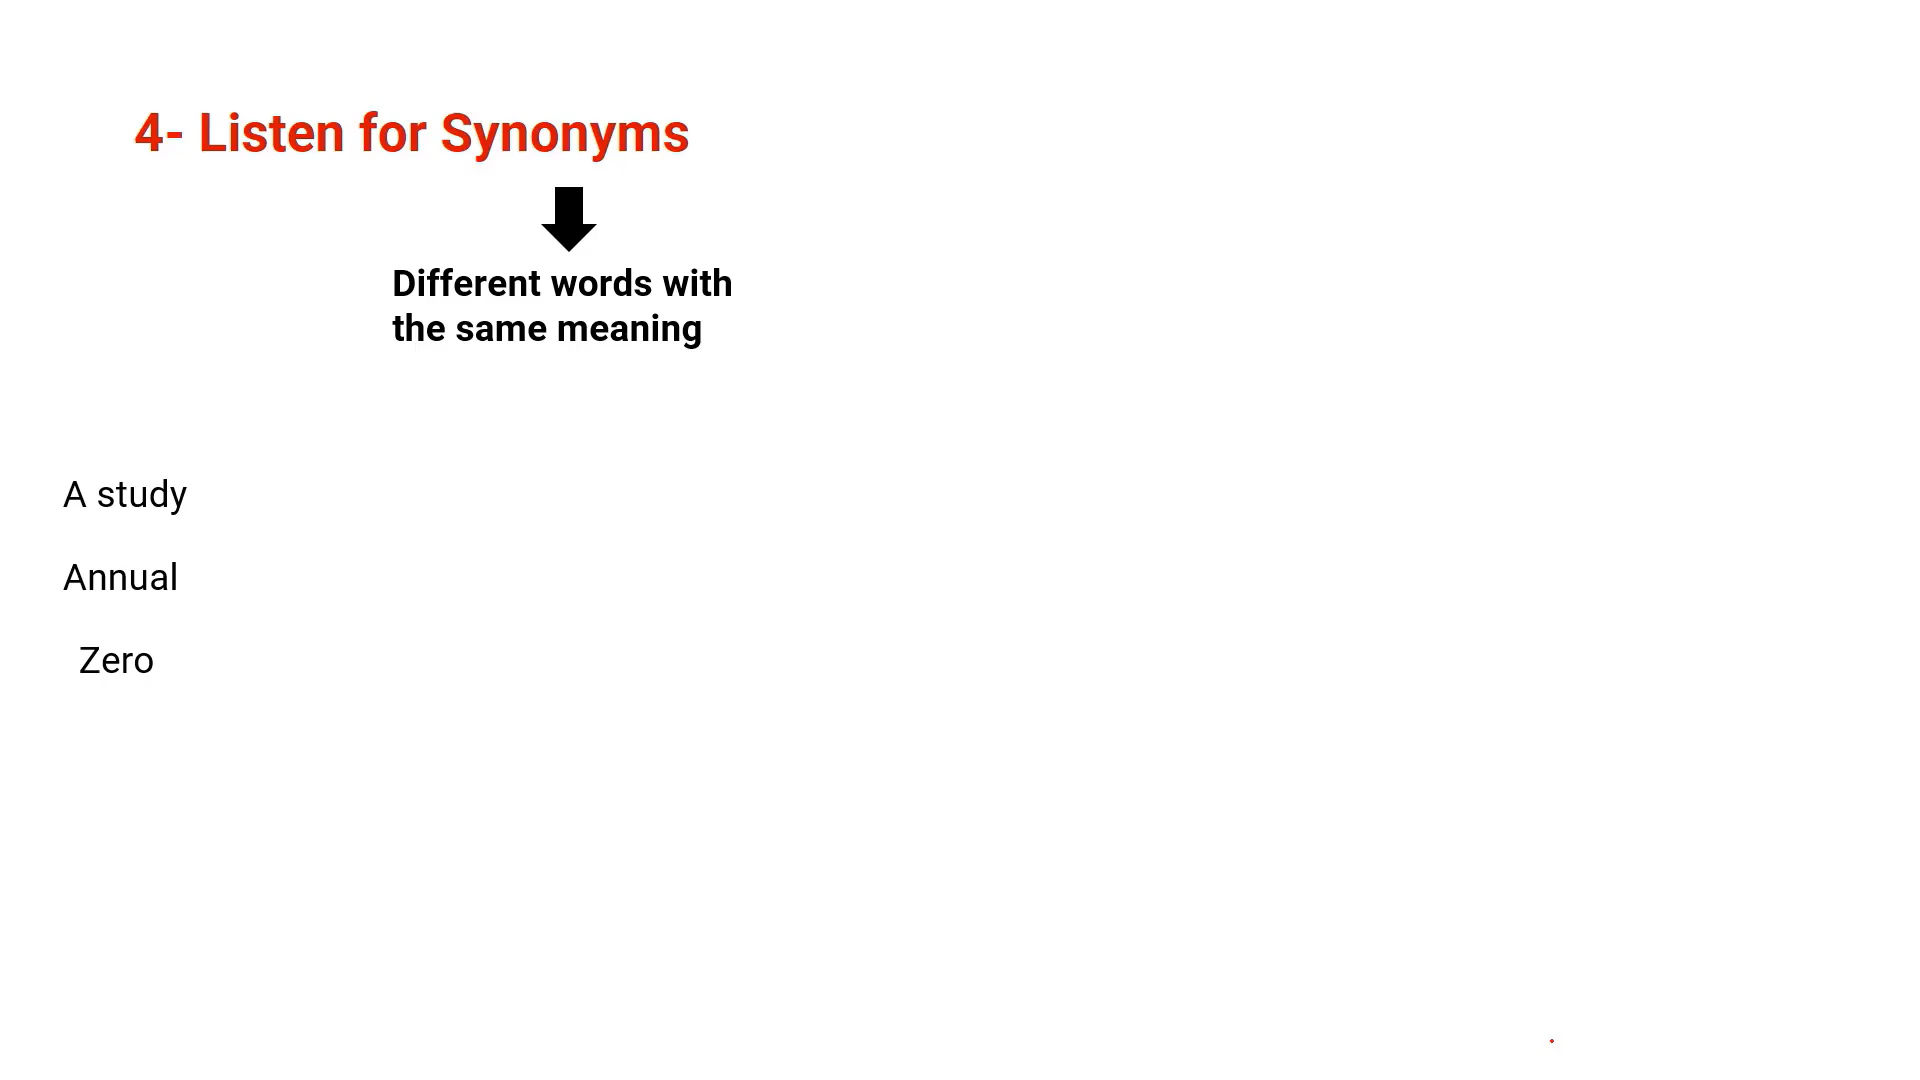 4- Listen for Synonyms
Different words with
the same meaning
A study
Annual
Zero